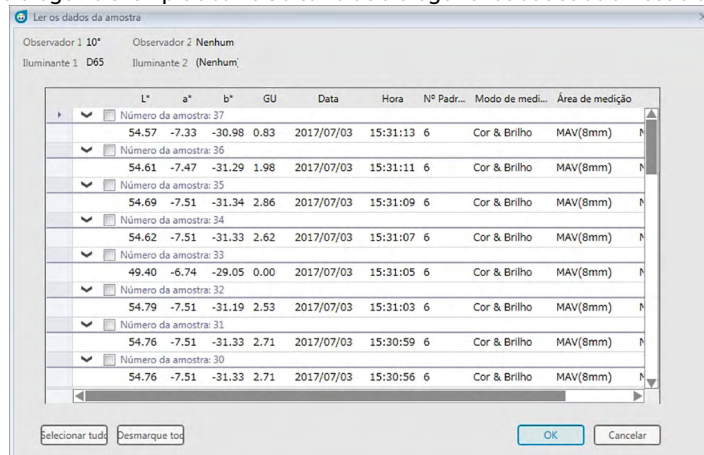 Ler os dados da amostra
Observador 1 10° Observador 2 Nenhum
Iluminante 1 D65 Iluminante 2 (Nenhum)
L* a* b* GU Data Hora Nº Padr... Modo de medi... Área de medição
Número da amostra: 37
54.57 -7.33 -30.98 0.83 2017/07/03 15:31:13 6 Cor & Brilho MAV(8mm) N
Número da amostra: 36
54.61 -7.47 -31.29 1.98 2017/07/03 15:31:11 6 Cor & Brilho MAV(8mm) N
Número da amostra: 35
54.69 -7.51 -31.34 2.86 2017/07/03 15:31:09 6 Cor & Brilho MAV(8mm) N
Número da amostra: 34
54.62 -7.51 -31.33 2.62 2017/07/03 15:31:07 6 Cor & Brilho MAV(8mm) N
Número da amostra: 33
49.40 -6.74 -29.05 0.00 2017/07/03 15:31:05 6 Cor & Brilho MAV(8mm) N
Número da amostra: 32
54.79 -7.51 -31.19 2.53 2017/07/03 15:31:03 6 Cor & Brilho MAV(8mm) N
Número da amostra: 31
54.76 -7.51 -31.33 2.71 2017/07/03 15:30:59 6 Cor & Brilho MAV(8mm) N
Número da amostra: 30
54.76 -7.51 -31.33 2.71 2017/07/03 15:30:56 6 Cor & Brilho MAV(8mm) N
Selecionar tudo Desmarque tod OK Cancelar